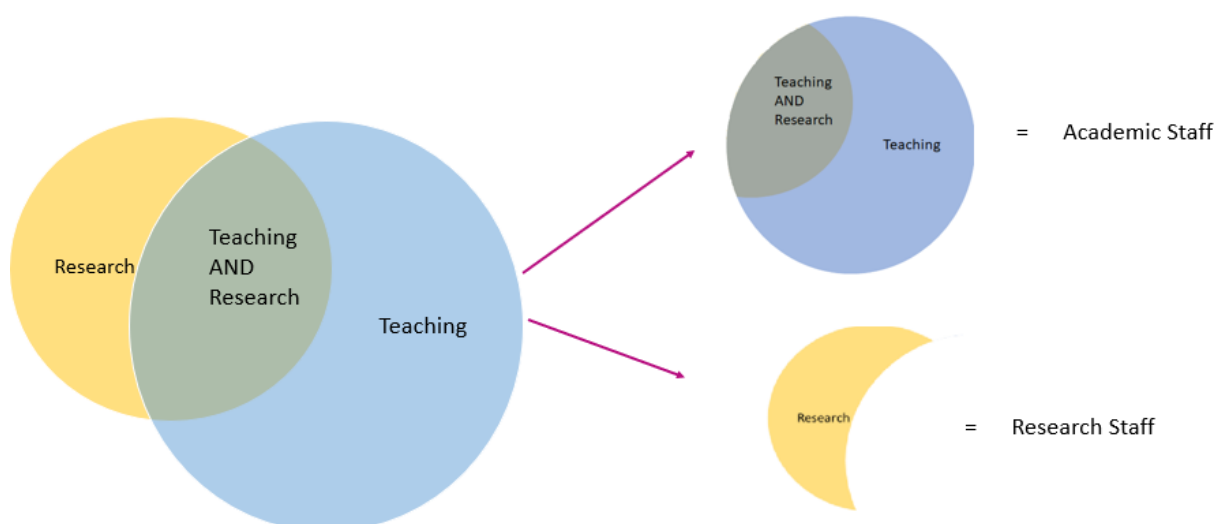 Research
Teaching
AND
Research
Teaching
Teaching
AND
Research
Teaching
= Academic Staff
Research
= Research Staff